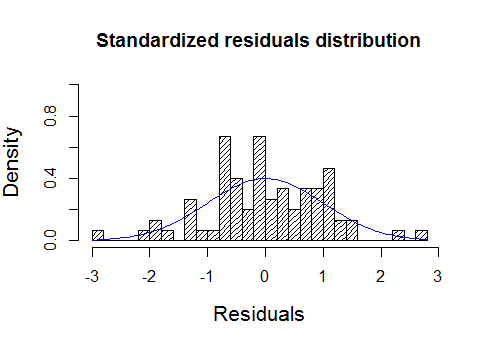 Standardized residuals distribution
Density
0.8
0.4
0.0
-3 -2 -1 0 1 2 3
Residuals